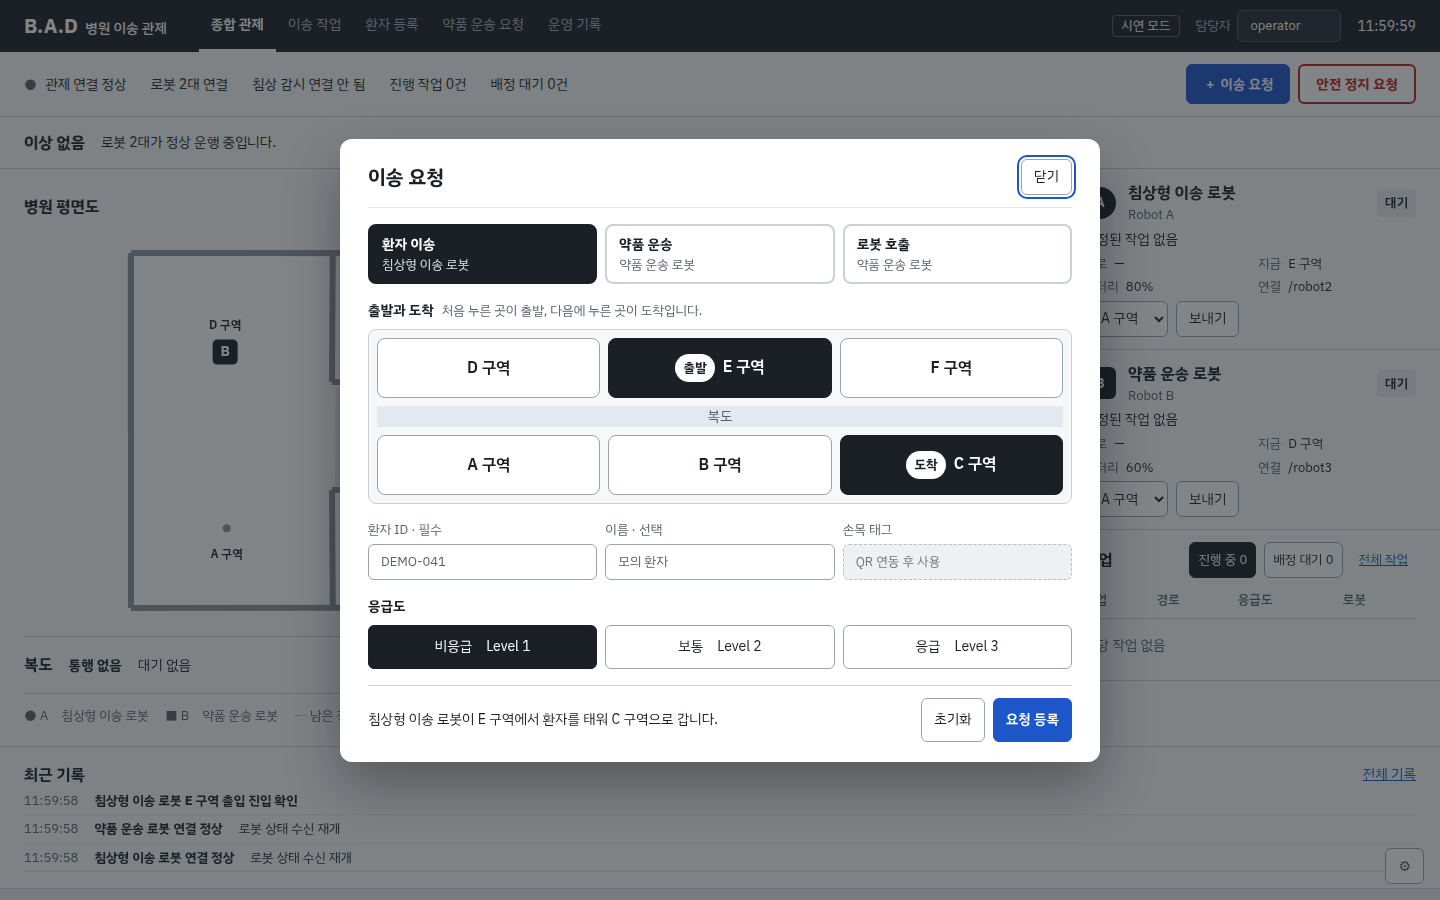 B.A.D 병원 이송 관제 종합 관제 이송 작업 환자 등록 약품 운송 요청 운영 기록 시연 모드 담당자 operator 11:59:59
관제 연결 정상 로봇 2대 연결 침상 감시 연결 안 됨 진행 작업 0건 배정 대기 0건 + 이송 요청 안전 정지 요청
이상 없음 로봇 2대가 정상 운행 중입니다.
병원 평면도
D 구역
B
A 구역
복도 통행 없음 대기 없음
A 침상형 이송 로봇 B 약품 운송 로봇 --- 남은
이송 요청 닫기
환자 이송 약품 운송 로봇 호출
침상형 이송 로봇 약품 운송 로봇 약품 운송 로봇
출발과 도착 처음 누른 곳이 출발, 다음에 누른 곳이 도착입니다.
D 구역 출발 E 구역 F 구역
복도
A 구역 B 구역 도착 C 구역
환자 ID · 필수 이름 · 선택 손목 태그
DEMO-041 모의 환자 QR 연동 후 사용
응급도
비응급 Level 1 보통 Level 2 응급 Level 3
침상형 이송 로봇이 E 구역에서 환자를 태워 C 구역으로 갑니다. 초기화 요청 등록
침상형 이송 로봇 대기
Robot A
작업 없음
— 지금 E 구역
80% 연결 /robot2
A 구역 보내기
약품 운송 로봇 대기
Robot B
작업 없음
— 지금 D 구역
60% 연결 /robot3
A 구역 보내기
진행 중 0 배정 대기 0 전체 작업
경로 응급도 로봇
작업 없음
최근 기록 전체 기록
11:59:58 침상형 이송 로봇 E 구역 출입 진입 확인
11:59:58 약품 운송 로봇 연결 정상 로봇 상태 수신 재개
11:59:58 침상형 이송 로봇 연결 정상 로봇 상태 수신 재개